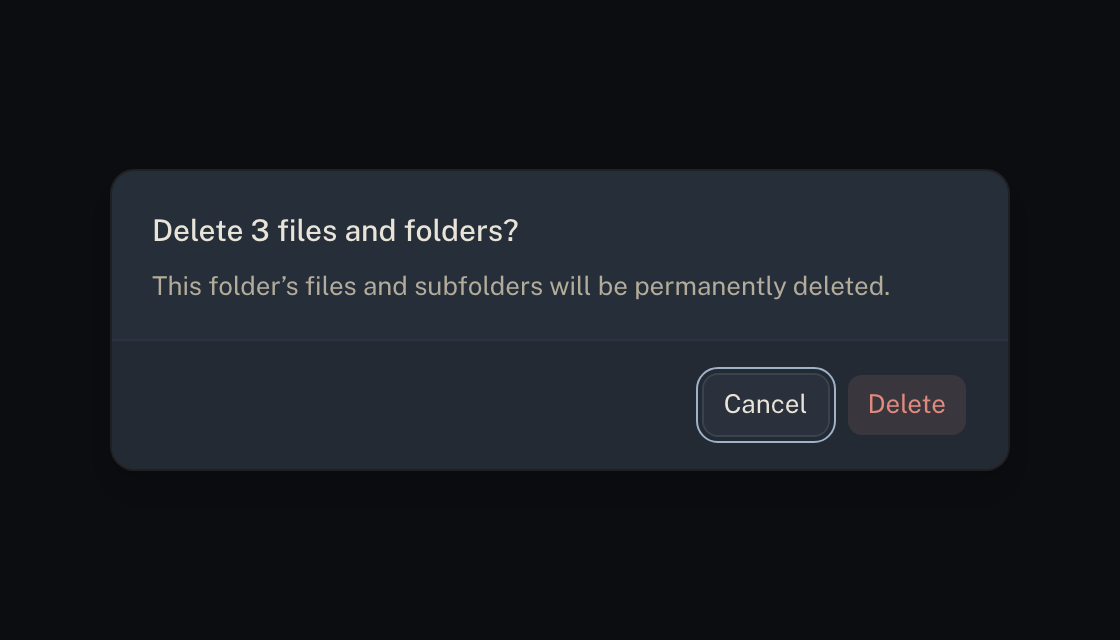 Delete 3 files and folders?
This folder’s files and subfolders will be permanently deleted.
Cancel
Delete